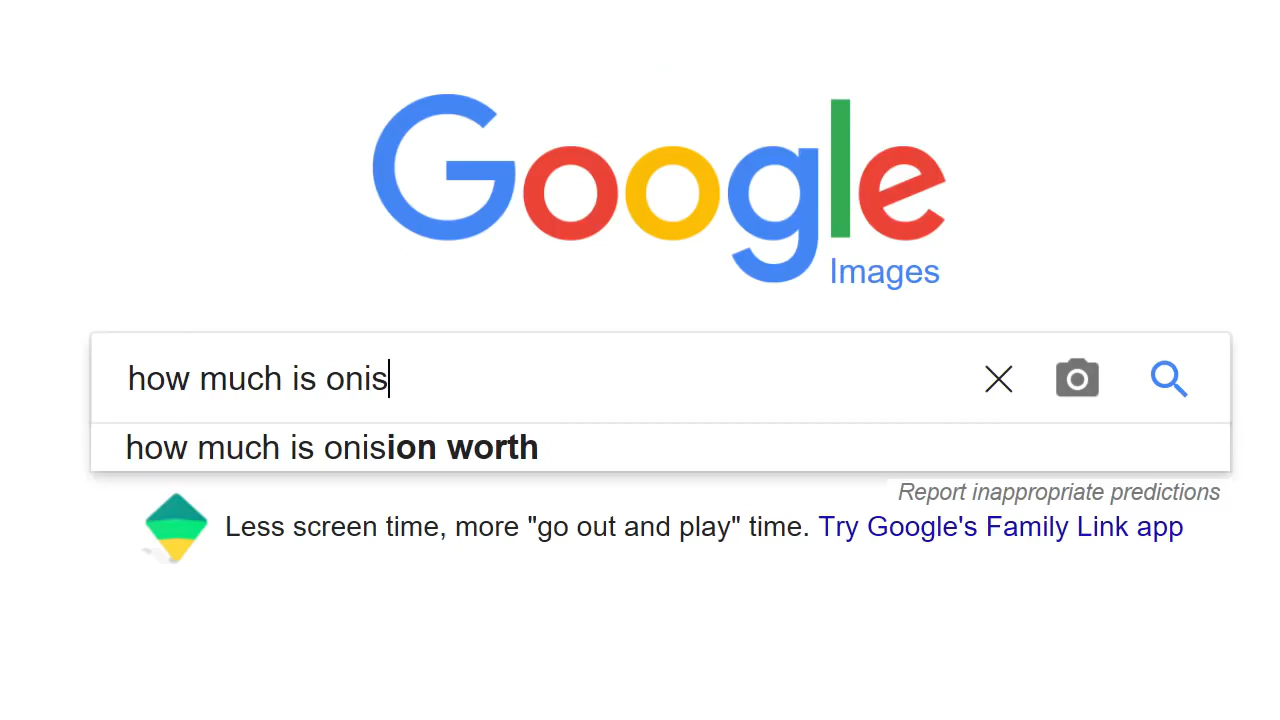 Google
Images
how much is onis
how much is onision worth
Report inappropriate predictions
Less screen time, more "go out and play" time. Try Google's Family Link app